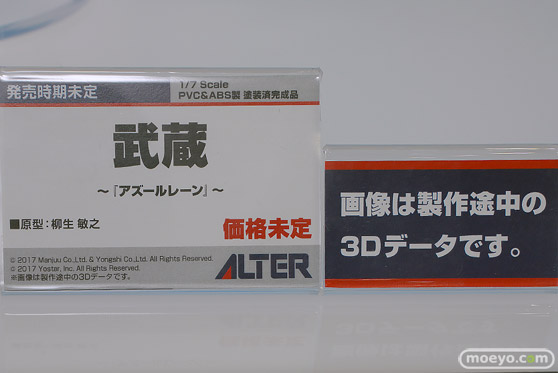 発売時期未定
1/7 Scale
PVC&ABS製 塗装済完成品
武蔵
～『アズールレーン』～
■原型：柳生 敏之
価格未定
© 2017 Manjuu Co.,Ltd. & Yongshi Co.,Ltd. All Rights Reserved.
© 2017 Yostar, Inc. All Rights Reserved.
※画像は製作途中の3Dデータです。
ALTER
画像は製作途中の
3Dデータです。
moeyo.com